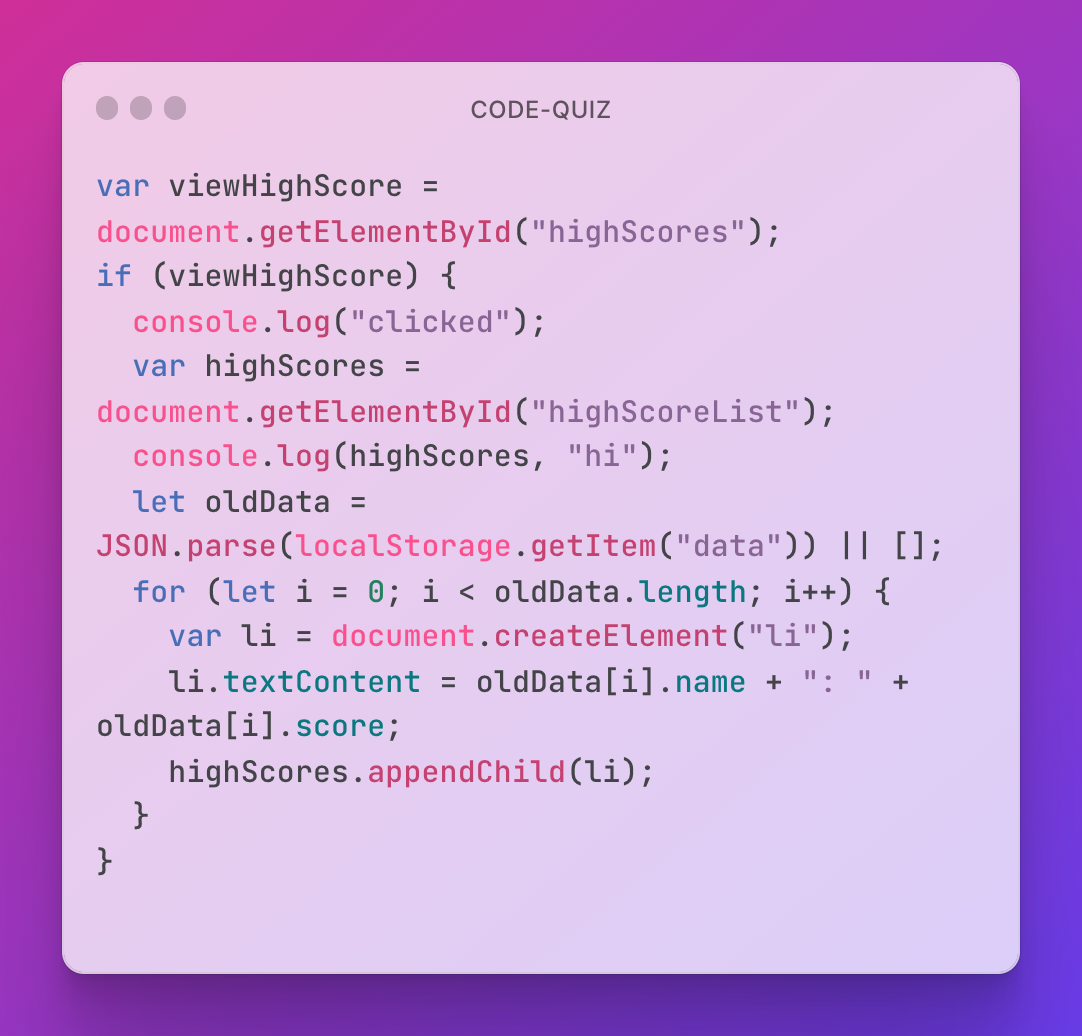 CODE-QUIZ
var viewHighScore =
document.getElementById("highScores");
if (viewHighScore) {
  console.log("clicked");
  var highScores =
document.getElementById("highScoreList");
  console.log(highScores, "hi");
  let oldData =
JSON.parse(localStorage.getItem("data")) || [];
  for (let i = 0; i < oldData.length; i++) {
    var li = document.createElement("li");
    li.textContent = oldData[i].name + ": " +
oldData[i].score;
    highScores.appendChild(li);
  }
}